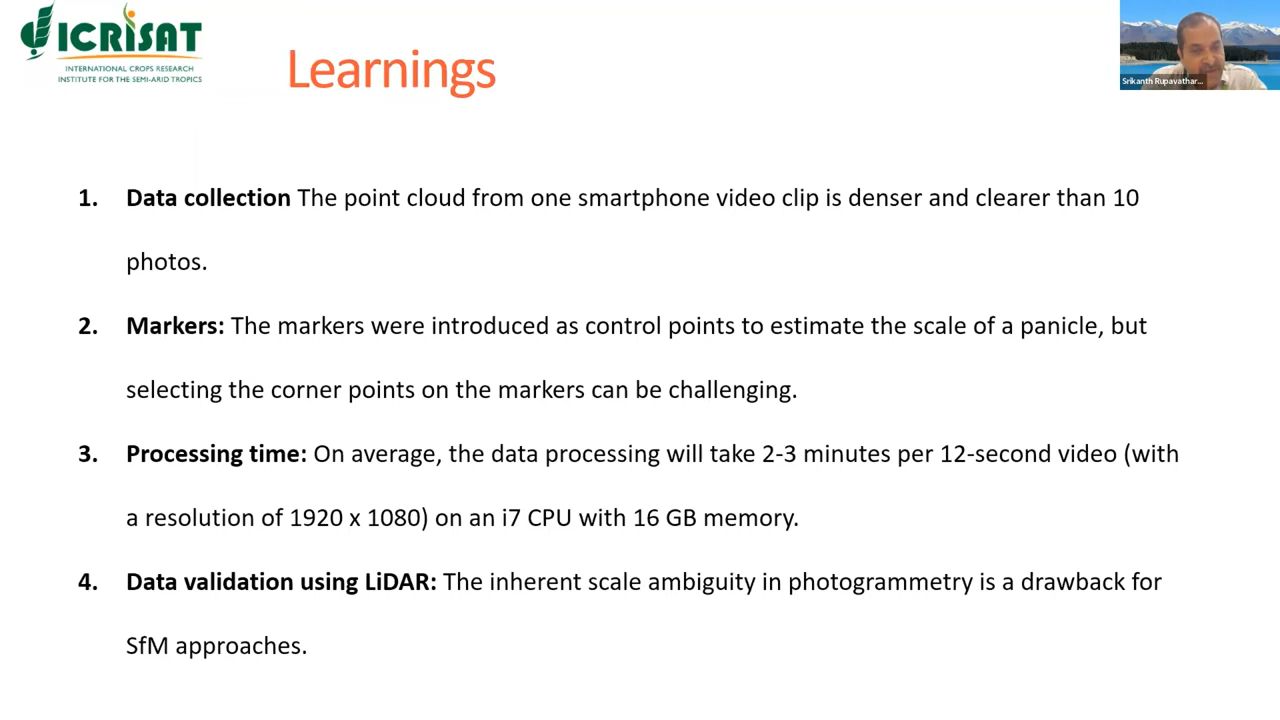 ICRISAT
INTERNATIONAL CROPS RESEARCH
INSTITUTE FOR THE SEMI-ARID TROPICS
Learnings
Srikanth Rupavathar...
1. Data collection The point cloud from one smartphone video clip is denser and clearer than 10
photos.
2. Markers: The markers were introduced as control points to estimate the scale of a panicle, but
selecting the corner points on the markers can be challenging.
3. Processing time: On average, the data processing will take 2-3 minutes per 12-second video (with
a resolution of 1920 x 1080) on an i7 CPU with 16 GB memory.
4. Data validation using LiDAR: The inherent scale ambiguity in photogrammetry is a drawback for
SfM approaches.